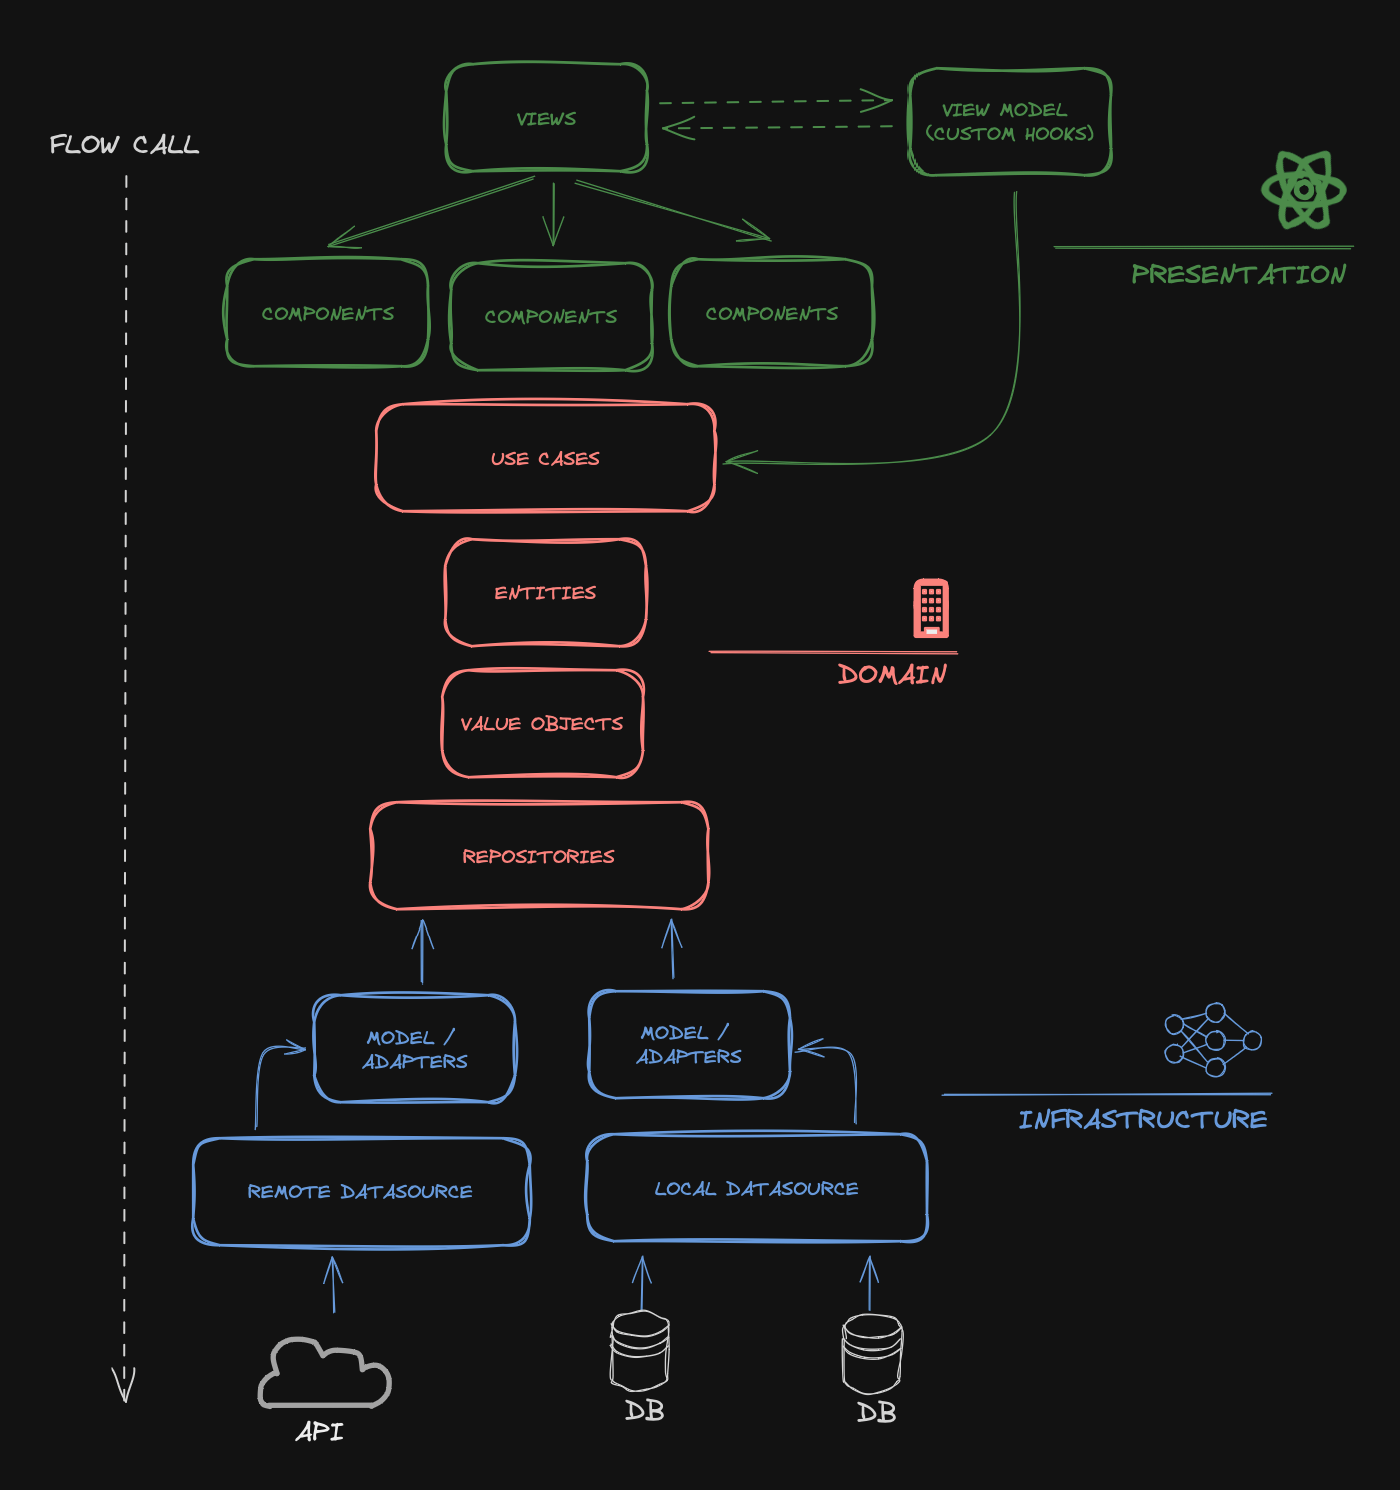 VIEWS
VIEW MODEL
(CUSTOM HOOKS)
FLOW CALL
PRESENTATION
COMPONENTS
COMPONENTS
COMPONENTS
USE CASES
ENTITIES
DOMAIN
VALUE OBJECTS
REPOSITORIES
MODEL /
ADAPTERS
MODEL /
ADAPTERS
INFRASTRUCTURE
REMOTE DATASOURCE
LOCAL DATASOURCE
API
DB
DB